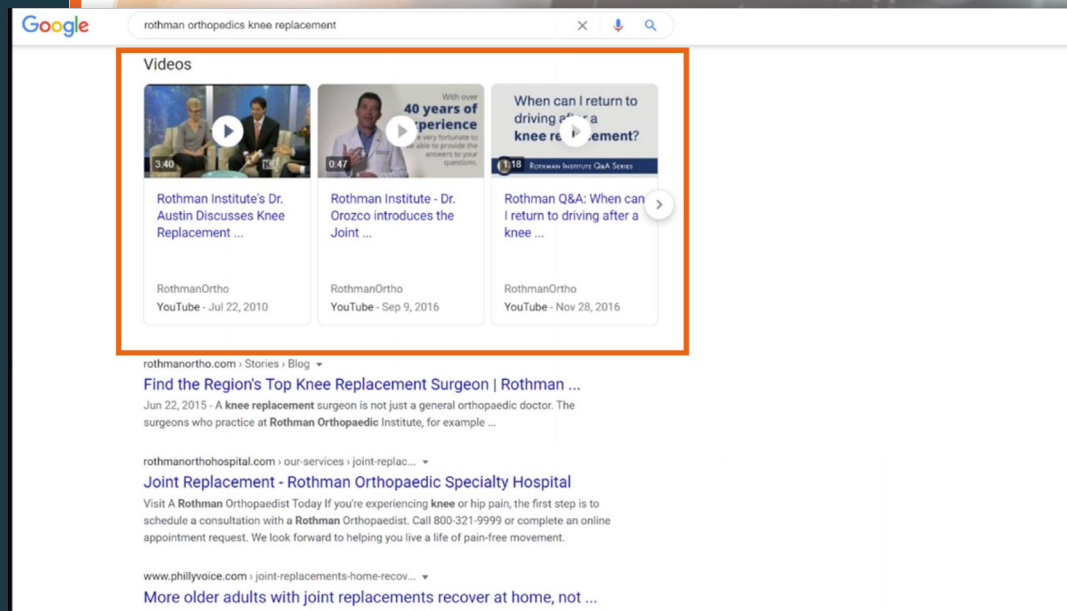 Google
rothman orthopedics knee replacement
Videos
3:40
With over
40 years of
very fortunate to
be able to provide the
answers to your
questions.
0:47
When can I return to
driving a
knee
1:18 ROTHMAN INSTITUTE Q&A SERIES
Rothman Institute's Dr.
Austin Discusses Knee
Replacement ...
RothmanOrtho
YouTube - Jul 22, 2010
Rothman Institute - Dr.
Orozco introduces the
Joint ...
RothmanOrtho
YouTube - Sep 9, 2016
Rothman Q&A: When can
I return to driving after a
knee ...
RothmanOrtho
YouTube - Nov 28, 2016
rothmanortho.com › Stories › Blog
Find the Region's Top Knee Replacement Surgeon | Rothman ...
Jun 22, 2015 - A knee replacement surgeon is not just a general orthopaedic doctor. The
surgeons who practice at Rothman Orthopaedic Institute, for example ...
rothmanorthohospital.com › our-services › joint-replac...
Joint Replacement - Rothman Orthopaedic Specialty Hospital
Visit A Rothman Orthopaedist Today If you're experiencing knee or hip pain, the first step is to
schedule a consultation with a Rothman Orthopaedist. Call 800-321-9999 or complete an online
appointment request. We look forward to helping you live a life of pain-free movement.
www.phillyvoice.com › joint-replacements-home-recov...
More older adults with joint replacements recover at home, not ...